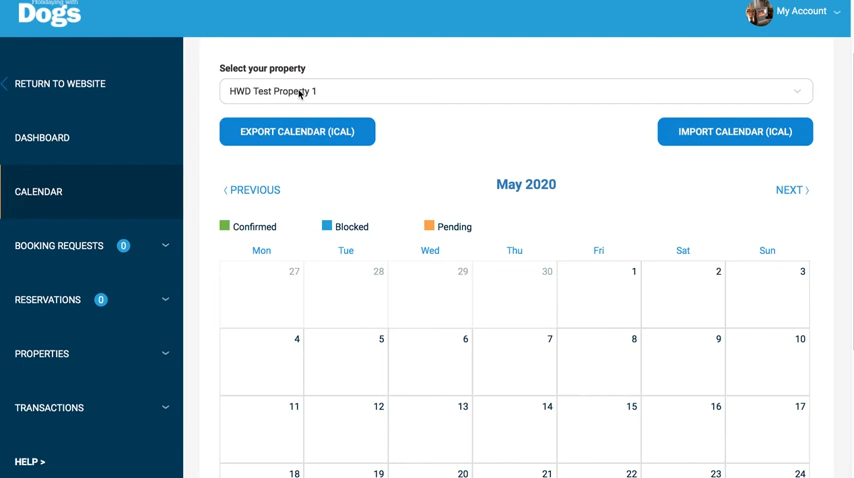 Holidaying with
Dogs
My Account
RETURN TO WEBSITE
DASHBOARD
CALENDAR
BOOKING REQUESTS 0
RESERVATIONS 0
PROPERTIES
TRANSACTIONS
HELP >
Select your property
HWD Test Property 1
EXPORT CALENDAR (ICAL)
IMPORT CALENDAR (ICAL)
PREVIOUS
May 2020
NEXT
Confirmed
Blocked
Pending
Mon Tue Wed Thu Fri Sat Sun
27 28 29 30 1 2 3
4 5 6 7 8 9 10
11 12 13 14 15 16 17
18 19 20 21 22 23 24